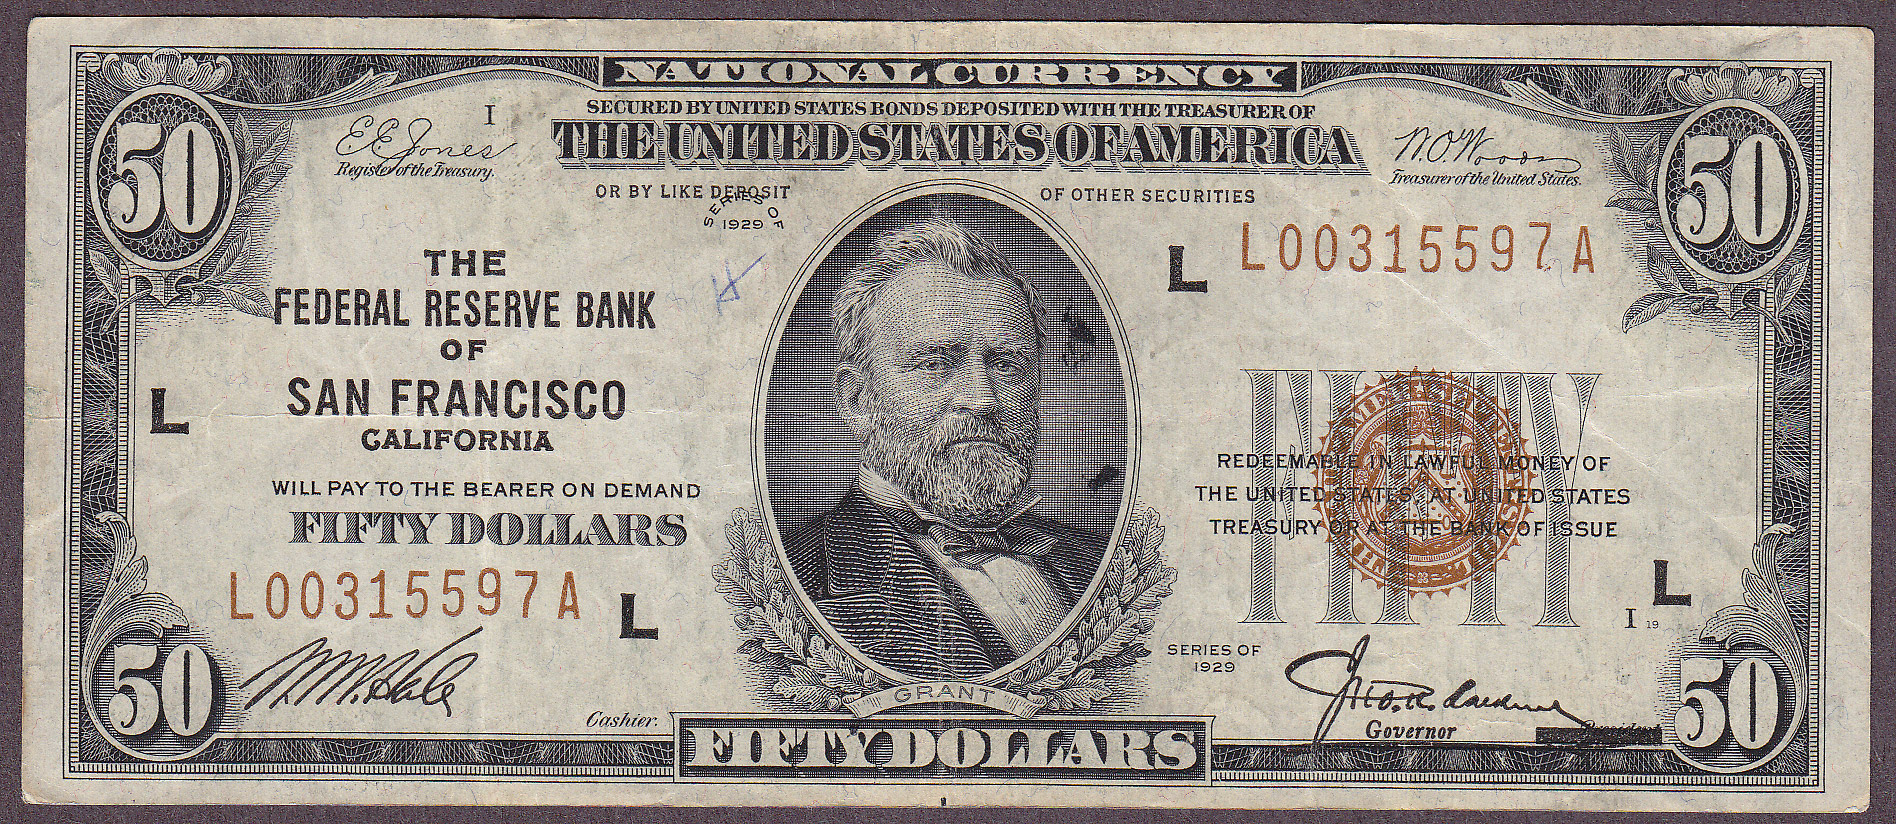 NATIONAL CURRENCY
SECURED BY UNITED STATES BONDS DEPOSITED WITH THE TREASURER OF
THE UNITED STATES OF AMERICA
OR BY LIKE DEPOSIT OF OTHER SECURITIES
50
50
I
E. E. Jones
Register of the Treasury.
W. O. Woods
Treasurer of the United States.
SERIES OF
1929
THE
FEDERAL RESERVE BANK
OF
SAN FRANCISCO
CALIFORNIA
L
L00315597A
L
WILL PAY TO THE BEARER ON DEMAND
FIFTY DOLLARS
L00315597A
L
L
FIFTY
REDEEMABLE IN LAWFUL MONEY OF
THE UNITED STATES AT UNITED STATES
TREASURY OR AT THE BANK OF ISSUE
I 19
SERIES OF
1929
50
Cashier.
GRANT
Governor
President
50
FIFTY DOLLARS